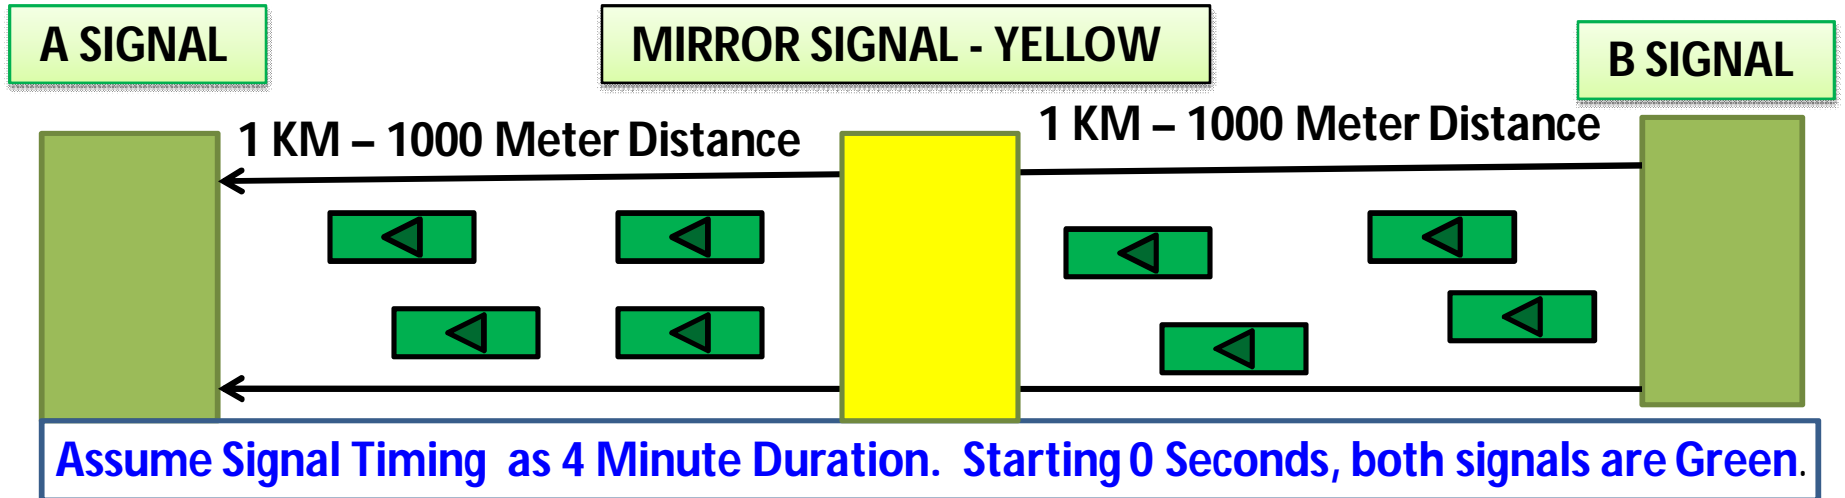 A SIGNAL
MIRROR SIGNAL - YELLOW
B SIGNAL
1 KM – 1000 Meter Distance
1 KM – 1000 Meter Distance
Assume Signal Timing as 4 Minute Duration. Starting 0 Seconds, both signals are Green.